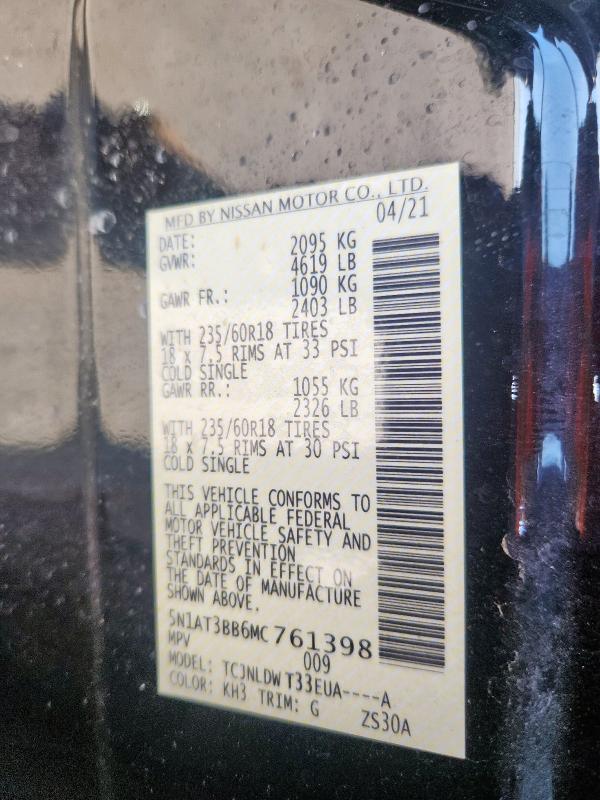 MFD BY NISSAN MOTOR CO., LTD.
DATE: 04/21
GVWR: 2095 KG
4619 LB
GAWR FR.: 1090 KG
2403 LB
WITH 235/60R18 TIRES
18 x 7.5 RIMS AT 33 PSI
COLD SINGLE
GAWR RR.: 1055 KG
2326 LB
WITH 235/60R18 TIRES
18 x 7.5 RIMS AT 30 PSI
COLD SINGLE
THIS VEHICLE CONFORMS TO
ALL APPLICABLE FEDERAL
MOTOR VEHICLE SAFETY AND
THEFT PREVENTION
STANDARDS IN EFFECT ON
THE DATE OF MANUFACTURE
SHOWN ABOVE.
5N1AT3BB6MC761398
MPV 009
MODEL: TCJNLDWT33EUA----A
COLOR: KH3 TRIM: G ZS30A